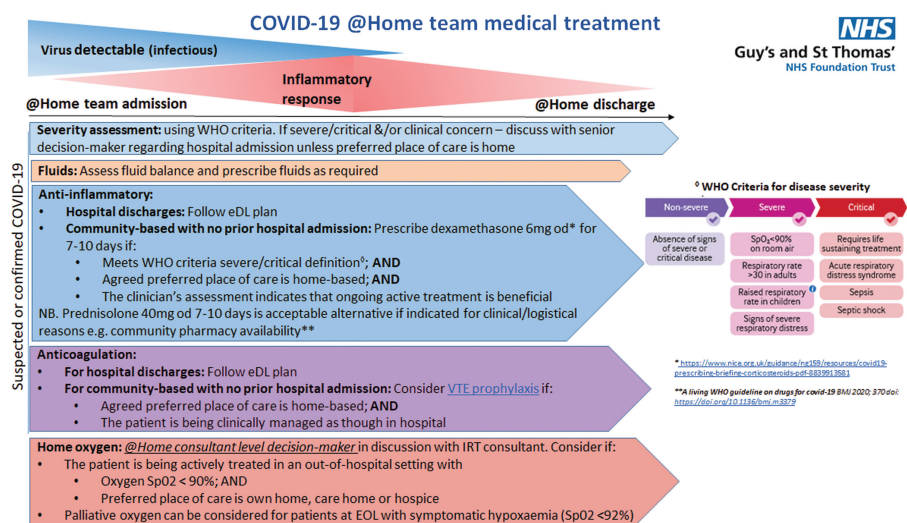 COVID-19 @Home team medical treatment
NHS
Guy's and St Thomas'
NHS Foundation Trust
Virus detectable (infectious)
Inflammatory
response
@Home team admission
@Home discharge
Suspected or confirmed COVID-19
Severity assessment: using WHO criteria. If severe/critical &/or clinical concern – discuss with senior
decision-maker regarding hospital admission unless preferred place of care is home
Fluids: Assess fluid balance and prescribe fluids as required
Anti-inflammatory:
• Hospital discharges: Follow eDL plan
• Community-based with no prior hospital admission: Prescribe dexamethasone 6mg od* for
7-10 days if:
• Meets WHO criteria severe/critical definition◊; AND
• Agreed preferred place of care is home-based; AND
• The clinician's assessment indicates that ongoing active treatment is beneficial
NB. Prednisolone 40mg od 7-10 days is acceptable alternative if indicated for clinical/logistical
reasons e.g. community pharmacy availability**
Anticoagulation:
• For hospital discharges: Follow eDL plan
• For community-based with no prior hospital admission: Consider VTE prophylaxis if:
• Agreed preferred place of care is home-based; AND
• The patient is being clinically managed as though in hospital
Home oxygen: @Home consultant level decision-maker in discussion with IRT consultant. Consider if:
• The patient is being actively treated in an out-of-hospital setting with
• Oxygen Sp02 < 90%; AND
• Preferred place of care is own home, care home or hospice
• Palliative oxygen can be considered for patients at EOL with symptomatic hypoxaemia (Sp02 <92%)
◊ WHO Criteria for disease severity
Non-severe
Severe
Critical
Absence of signs
of severe or
critical disease
SpO₂<90%
on room air
Respiratory rate
>30 in adults
Raised respiratory
rate in children
Signs of severe
respiratory distress
Requires life
sustaining treatment
Acute respiratory
distress syndrome
Sepsis
Septic shock
* https://www.nice.org.uk/guidance/ng159/resources/covid19-
prescribing-briefing-corticosteroids-pdf-8839913581
**A living WHO guideline on drugs for covid-19 BMJ 2020; 370 doi:
https://doi.org/10.1136/bmj.m3379